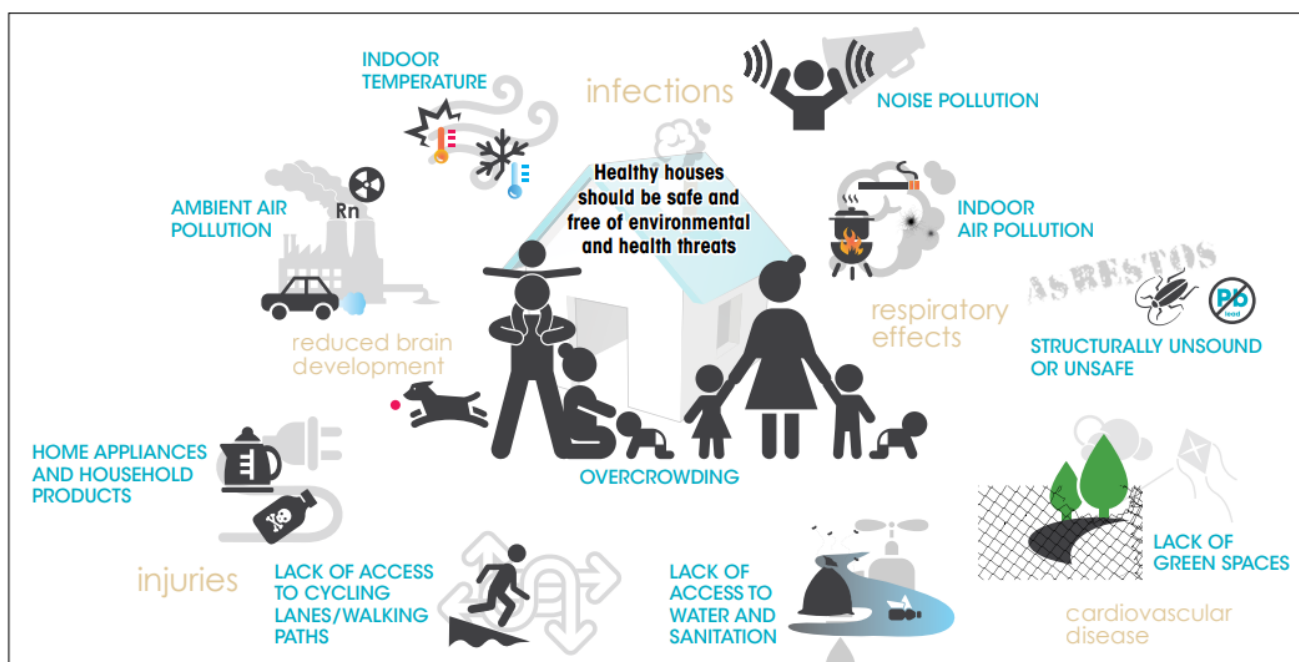 INDOOR
TEMPERATURE
infections
NOISE POLLUTION
Healthy houses
should be safe and
free of environmental
and health threats
AMBIENT AIR
POLLUTION
Rn
INDOOR
AIR POLLUTION
ASBESTOS
Pb
lead
respiratory
effects
STRUCTURALLY UNSOUND
OR UNSAFE
reduced brain
development
HOME APPLIANCES
AND HOUSEHOLD
PRODUCTS
OVERCROWDING
injuries
LACK OF ACCESS
TO CYCLING
LANES/WALKING
PATHS
LACK OF
ACCESS TO
WATER AND
SANITATION
LACK OF
GREEN SPACES
cardiovascular
disease